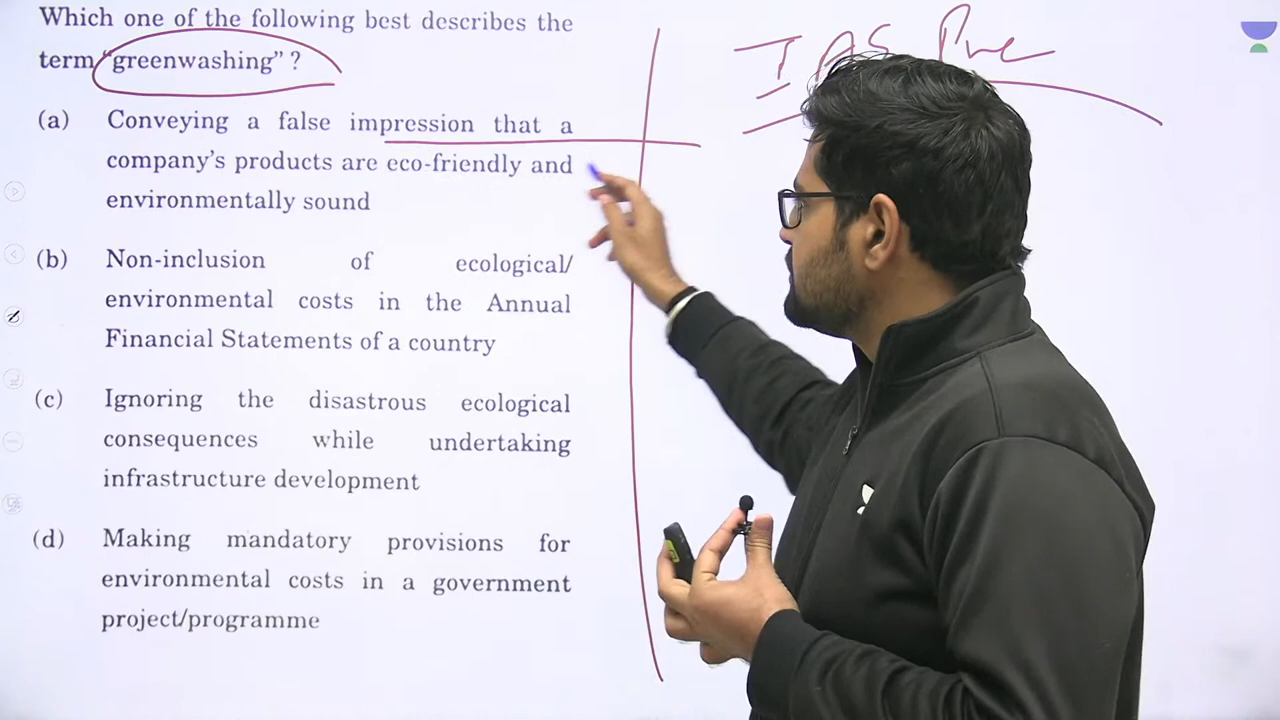 Which one of the following best describes the
term "greenwashing" ?
(a) Conveying a false impression that a
company's products are eco-friendly and
environmentally sound
(b) Non-inclusion of ecological/
environmental costs in the Annual
Financial Statements of a country
(c) Ignoring the disastrous ecological
consequences while undertaking
infrastructure development
(d) Making mandatory provisions for
environmental costs in a government
project/programme
IAS Pre